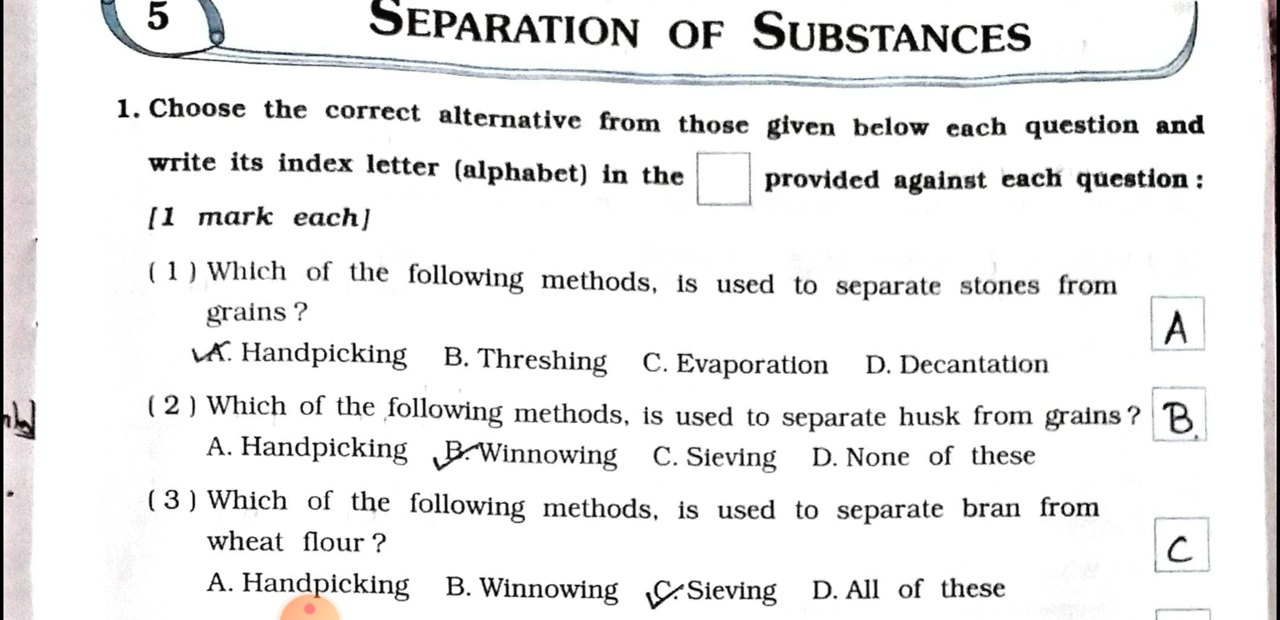 5
SEPARATION OF SUBSTANCES
1. Choose the correct alternative from those given below each question and
write its index letter (alphabet) in the provided against each question :
[1 mark each]
( 1 ) Which of the following methods, is used to separate stones from
grains ?
A
A. Handpicking B. Threshing C. Evaporation D. Decantation
( 2 ) Which of the following methods, is used to separate husk from grains ? B.
A. Handpicking B. Winnowing C. Sieving D. None of these
( 3 ) Which of the following methods, is used to separate bran from
wheat flour ?
C
A. Handpicking B. Winnowing C. Sieving D. All of these